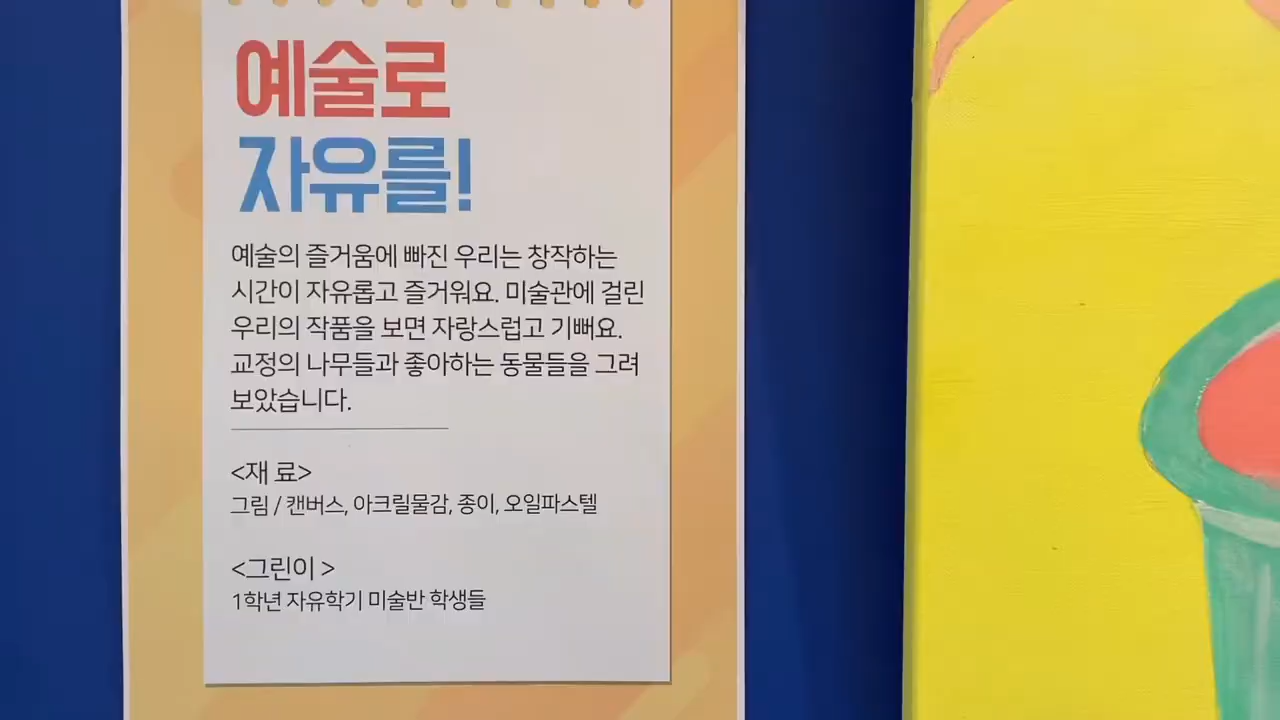 예술로
자유를!
예술의 즐거움에 빠진 우리는 창작하는
시간이 자유롭고 즐거워요. 미술관에 걸린
우리의 작품을 보면 자랑스럽고 기뻐요.
교정의 나무들과 좋아하는 동물들을 그려
보았습니다.
<재 료>
그림 / 캔버스, 아크릴물감, 종이, 오일파스텔
<그린이 >
1학년 자유학기 미술반 학생들